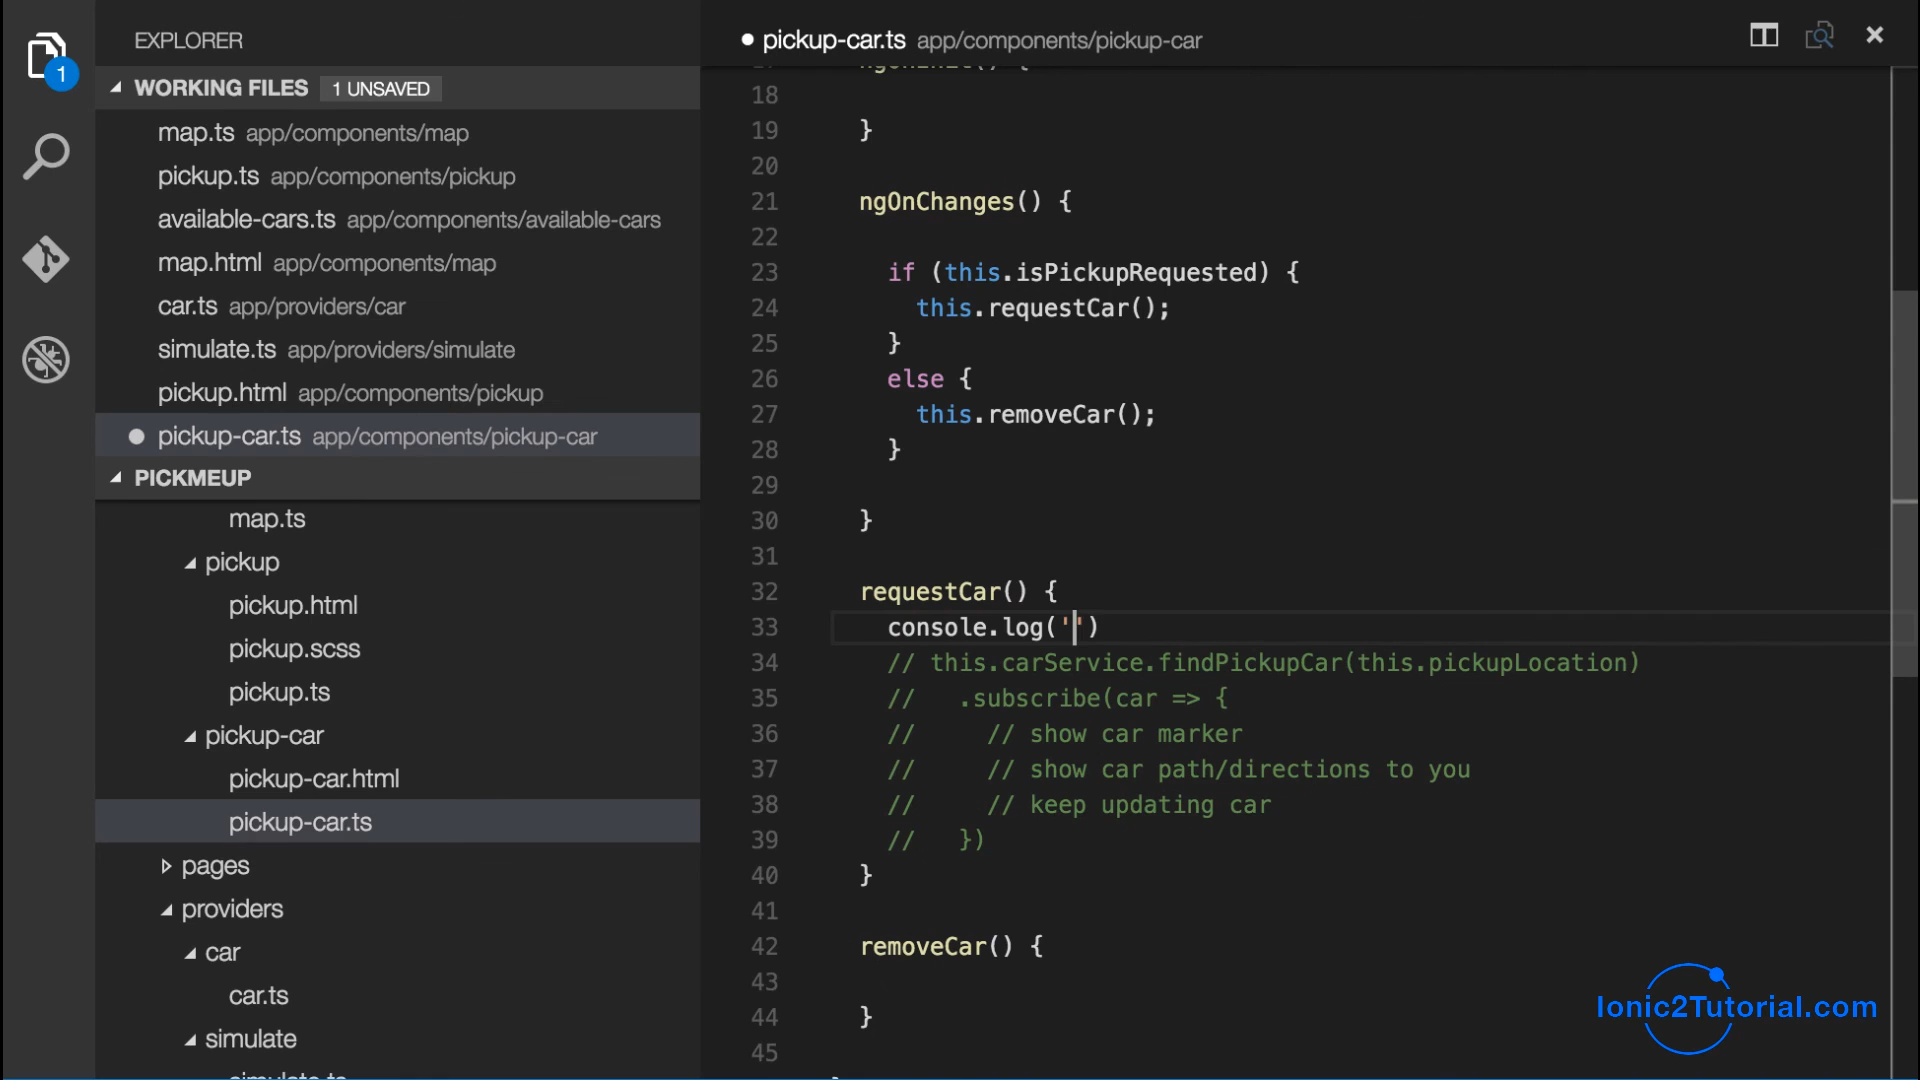 EXPLORER
WORKING FILES 1 UNSAVED
map.ts app/components/map
pickup.ts app/components/pickup
available-cars.ts app/components/available-cars
map.html app/components/map
car.ts app/providers/car
simulate.ts app/providers/simulate
pickup.html app/components/pickup
pickup-car.ts app/components/pickup-car
PICKMEUP
map.ts
pickup
pickup.html
pickup.scss
pickup.ts
pickup-car
pickup-car.html
pickup-car.ts
pages
providers
car
car.ts
simulate
simulate.ts
1
pickup-car.ts app/components/pickup-car
ngOnInit() {
18
19 }
20
21 ngOnChanges() {
22
23 if (this.isPickupRequested) {
24 this.requestCar();
25 }
26 else {
27 this.removeCar();
28 }
29
30 }
31
32 requestCar() {
33 console.log('')
34 // this.carService.findPickupCar(this.pickupLocation)
35 // .subscribe(car => {
36 // // show car marker
37 // // show car path/directions to you
38 // // keep updating car
39 // })
40 }
41
42 removeCar() {
43
44 }
45
Ionic2Tutorial.com